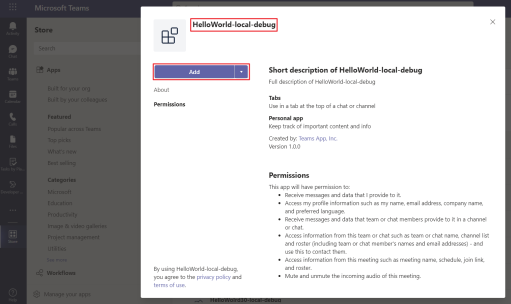 Microsoft Teams
Store
Search
Apps
Built for your org
Built by your colleagues
Featured
Popular across Teams
Top picks
What's new
Best selling
Categories
Microsoft
Education
Productivity
Image & video galleries
Project management
Utilities
Workflows
Manage your apps
HelloWorld-local-debug
Add
About
Permissions
By using HelloWorld-local-debug,
you agree to the privacy policy and
terms of use.
Short description of HelloWorld-local-debug
Full description of HelloWorld-local-debug
Tabs
Use in a tab at the top of a chat or channel
Personal app
Keep track of important content and info
Created by: Teams App, Inc.
Version 1.0.0
Permissions
This app will have permission to:
• Receive messages and data that I provide to it.
• Access my profile information such as my name, email address, company name,
and preferred language.
• Receive messages and data that team or chat members provide to it in a channel
or chat.
• Access information from this team or chat such as team or chat name, channel list
and roster (including team or chat member's names and email addresses) - and
use this to contact them.
• Access information from this meeting such as meeting name, schedule, join link,
and roster.
• Mute and unmute the incoming audio of this meeting.